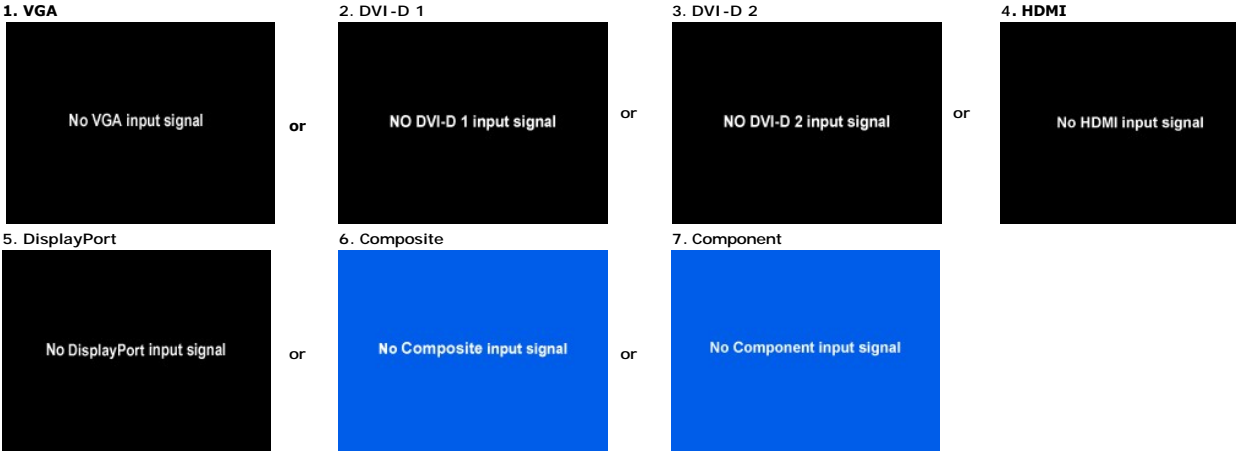 1. VGA
2. DVI-D 1
3. DVI-D 2
4. HDMI
No VGA input signal
or
NO DVI-D 1 input signal
or
NO DVI-D 2 input signal
or
No HDMI input signal
5. DisplayPort
6. Composite
7. Component
No DisplayPort input signal
or
No Composite input signal
or
No Component input signal